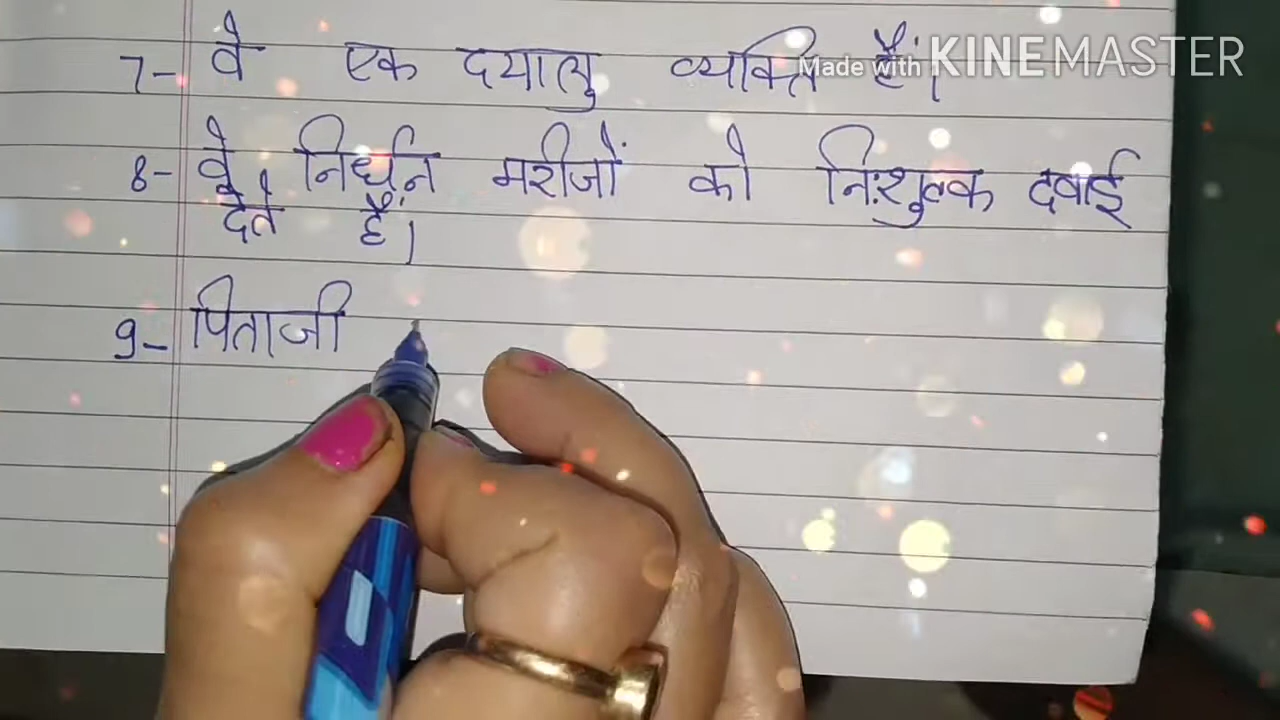 7- वे एक दयालु व्यक्ति हैं।
Made with KINEMASTER
8- वे निर्धन मरीजों को निःशुल्क दवाई
देते हैं।
9- पिताजी